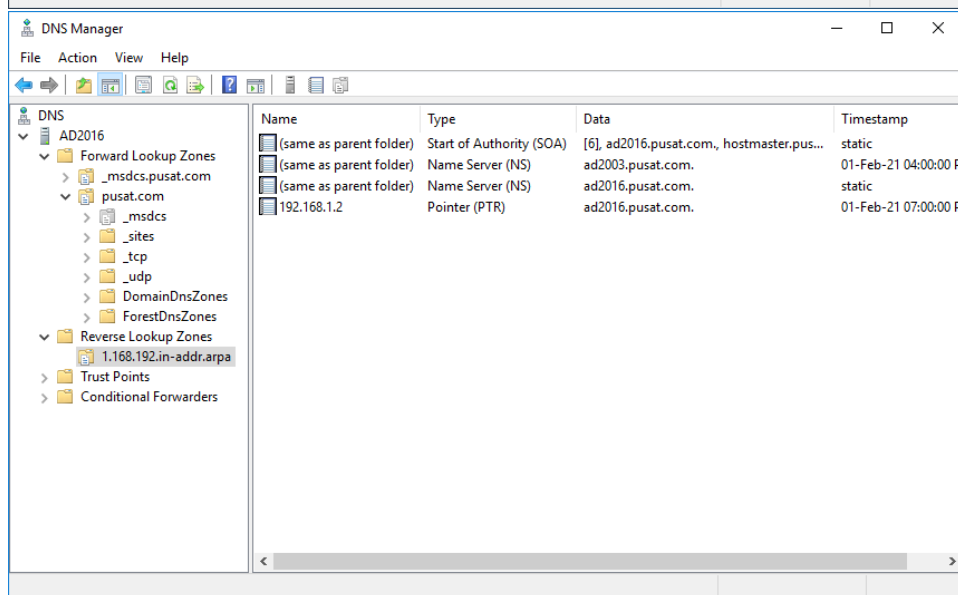 DNS Manager
File Action View Help
DNS
AD2016
Forward Lookup Zones
_msdcs.pusat.com
pusat.com
_msdcs
_sites
_tcp
_udp
DomainDnsZones
ForestDnsZones
Reverse Lookup Zones
1.168.192.in-addr.arpa
Trust Points
Conditional Forwarders
Name Type Data Timestamp
(same as parent folder) Start of Authority (SOA) [6], ad2016.pusat.com., hostmaster.pus... static
(same as parent folder) Name Server (NS) ad2003.pusat.com. 01-Feb-21 04:00:00 P
(same as parent folder) Name Server (NS) ad2016.pusat.com. static
192.168.1.2 Pointer (PTR) ad2016.pusat.com. 01-Feb-21 07:00:00 P